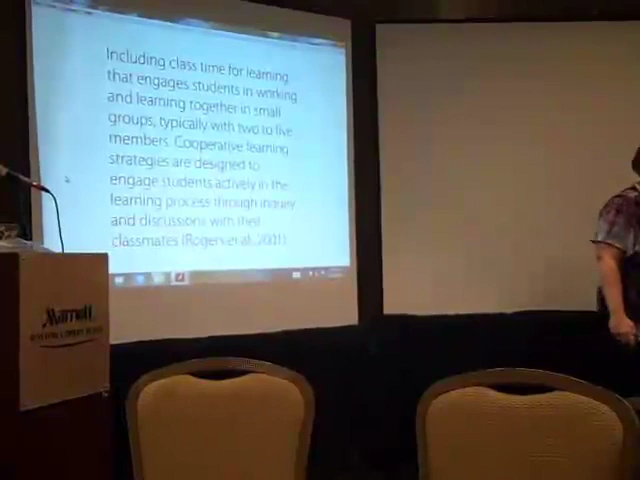 Including class time for learning
that engages students in working
and learning together in small
groups, typically with two to five
members. Cooperative learning
strategies are designed to
engage students actively in the
learning process through inquiry
and discussions with their
classmates (Rogers et al., 2001).
Marriott